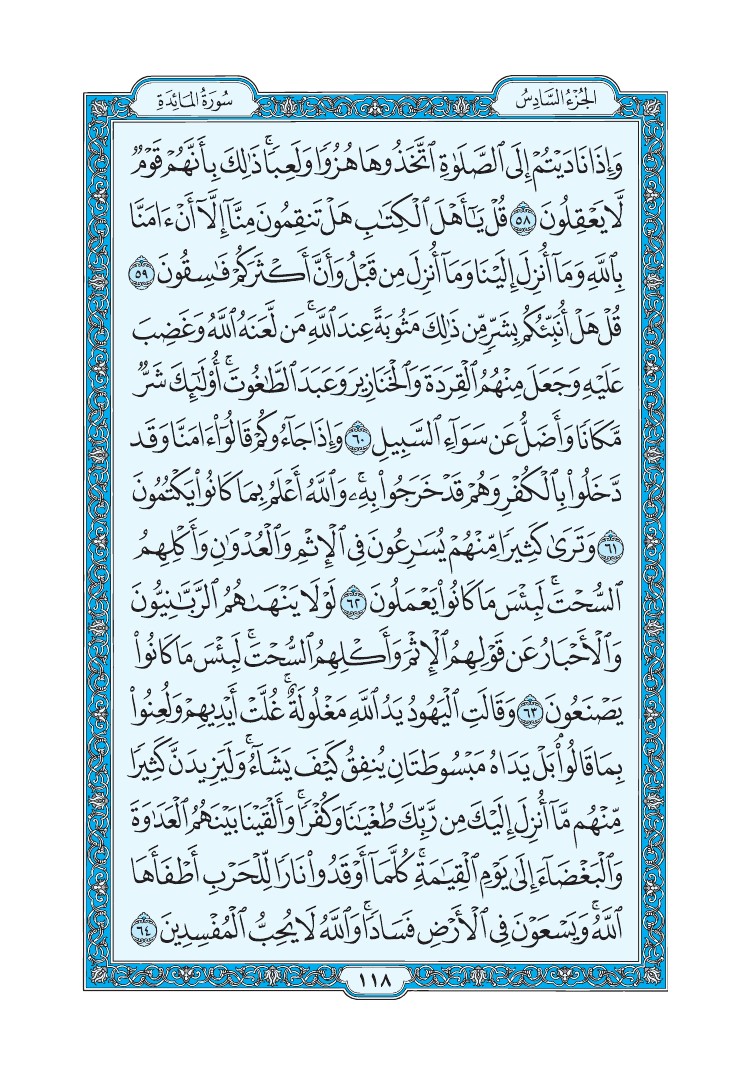 الجُزْءُ السَّادِسُ
سُورَةُ المَائِدَةِ
وَإِذَا نَادَيْتُمْ إِلَى ٱلصَّلَوٰةِ ٱتَّخَذُوهَا هُزُوًا وَلَعِبًا ۚ ذَٰلِكَ بِأَنَّهُمْ قَوْمٌ
لَّا يَعْقِلُونَ ٥٨ قُلْ يَٰٓأَهْلَ ٱلْكِتَٰبِ هَلْ تَنقِمُونَ مِنَّآ إِلَّآ أَنْ ءَامَنَّا
بِٱللَّهِ وَمَآ أُنزِلَ إِلَيْنَا وَمَآ أُنزِلَ مِن قَبْلُ وَأَنَّ أَكْثَرَكُمْ فَٰسِقُونَ ٥٩
قُلْ هَلْ أُنَبِّئُكُم بِشَرٍّ مِّن ذَٰلِكَ مَثُوبَةً عِندَ ٱللَّهِ ۚ مَن لَّعَنَهُ ٱللَّهُ وَغَضِبَ
عَلَيْهِ وَجَعَلَ مِنْهُمُ ٱلْقِرَدَةَ وَٱلْخَنَازِيرَ وَعَبَدَ ٱلطَّٰغُوتَ ۚ أُو۟لَٰٓئِكَ شَرٌّ
مَّكَانًا وَأَضَلُّ عَن سَوَآءِ ٱلسَّبِيلِ ٦٠ وَإِذَا جَآءُوكُمْ قَالُوٓا۟ ءَامَنَّا وَقَد
دَّخَلُوا۟ بِٱلْكُفْرِ وَهُمْ قَدْ خَرَجُوا۟ بِهِۦ ۚ وَٱللَّهُ أَعْلَمُ بِمَا كَانُوا۟ يَكْتُمُونَ
٦١ وَتَرَىٰ كَثِيرًا مِّنْهُمْ يُسَٰرِعُونَ فِى ٱلْإِثْمِ وَٱلْعُدْوَٰنِ وَأَكْلِهِمُ
ٱلسُّحْتَ ۚ لَبِئْسَ مَا كَانُوا۟ يَعْمَلُونَ ٦٢ لَوْلَا يَنْهَىٰهُمُ ٱلرَّبَّٰنِيُّونَ
وَٱلْأَحْبَارُ عَن قَوْلِهِمُ ٱلْإِثْمَ وَأَكْلِهِمُ ٱلسُّحْتَ ۚ لَبِئْسَ مَا كَانُوا۟
يَصْنَعُونَ ٦٣ وَقَالَتِ ٱلْيَهُودُ يَدُ ٱللَّهِ مَغْلُولَةٌ ۚ غُلَّتْ أَيْدِيهِمْ وَلُعِنُوا۟
بِمَا قَالُوا۟ ۘ بَلْ يَدَاهُ مَبْسُوطَتَانِ يُنفِقُ كَيْفَ يَشَآءُ ۚ وَلَيَزِيدَنَّ كَثِيرًا
مِّنْهُم مَّآ أُنزِلَ إِلَيْكَ مِن رَّبِّكَ طُغْيَٰنًا وَكُفْرًا ۚ وَأَلْقَيْنَا بَيْنَهُمُ ٱلْعَدَٰوَةَ
وَٱلْبَغْضَآءَ إِلَىٰ يَوْمِ ٱلْقِيَٰمَةِ ۚ كُلَّمَآ أَوْقَدُوا۟ نَارًا لِّلْحَرْبِ أَطْفَأَهَا
ٱللَّهُ ۚ وَيَسْعَوْنَ فِى ٱلْأَرْضِ فَسَادًا ۚ وَٱللَّهُ لَا يُحِبُّ ٱلْمُفْسِدِينَ ٦٤
١١٨